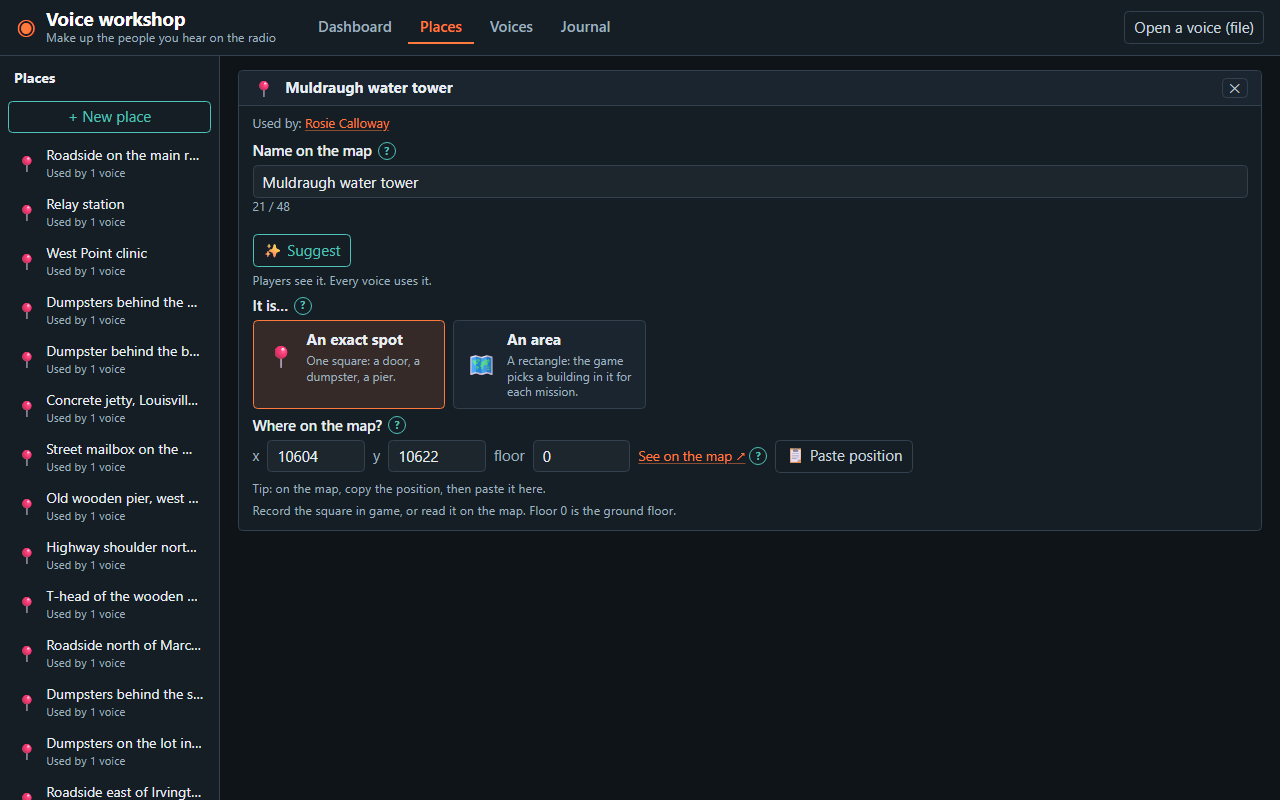 Voice workshop
Make up the people you hear on the radio
Dashboard
Places
Voices
Journal
Open a voice (file)
Places
+ New place
Roadside on the main r...
Used by 1 voice
Relay station
Used by 1 voice
West Point clinic
Used by 1 voice
Dumpsters behind the ...
Used by 1 voice
Dumpster behind the b...
Used by 1 voice
Concrete jetty, Louisvill...
Used by 1 voice
Street mailbox on the ...
Used by 1 voice
Old wooden pier, west ...
Used by 1 voice
Highway shoulder nort...
Used by 1 voice
T-head of the wooden ...
Used by 1 voice
Roadside north of Marc...
Used by 1 voice
Dumpsters behind the s...
Used by 1 voice
Dumpsters on the lot in...
Used by 1 voice
Roadside east of Irvingt...
Muldraugh water tower
Used by: Rosie Calloway
Name on the map ?
Muldraugh water tower
21 / 48
✨ Suggest
Players see it. Every voice uses it.
It is... ?
An exact spot
One square: a door, a
dumpster, a pier.
An area
A rectangle: the game
picks a building in it for
each mission.
Where on the map? ?
x 10604 y 10622 floor 0 See on the map ↗ ? Paste position
Tip: on the map, copy the position, then paste it here.
Record the square in game, or read it on the map. Floor 0 is the ground floor.